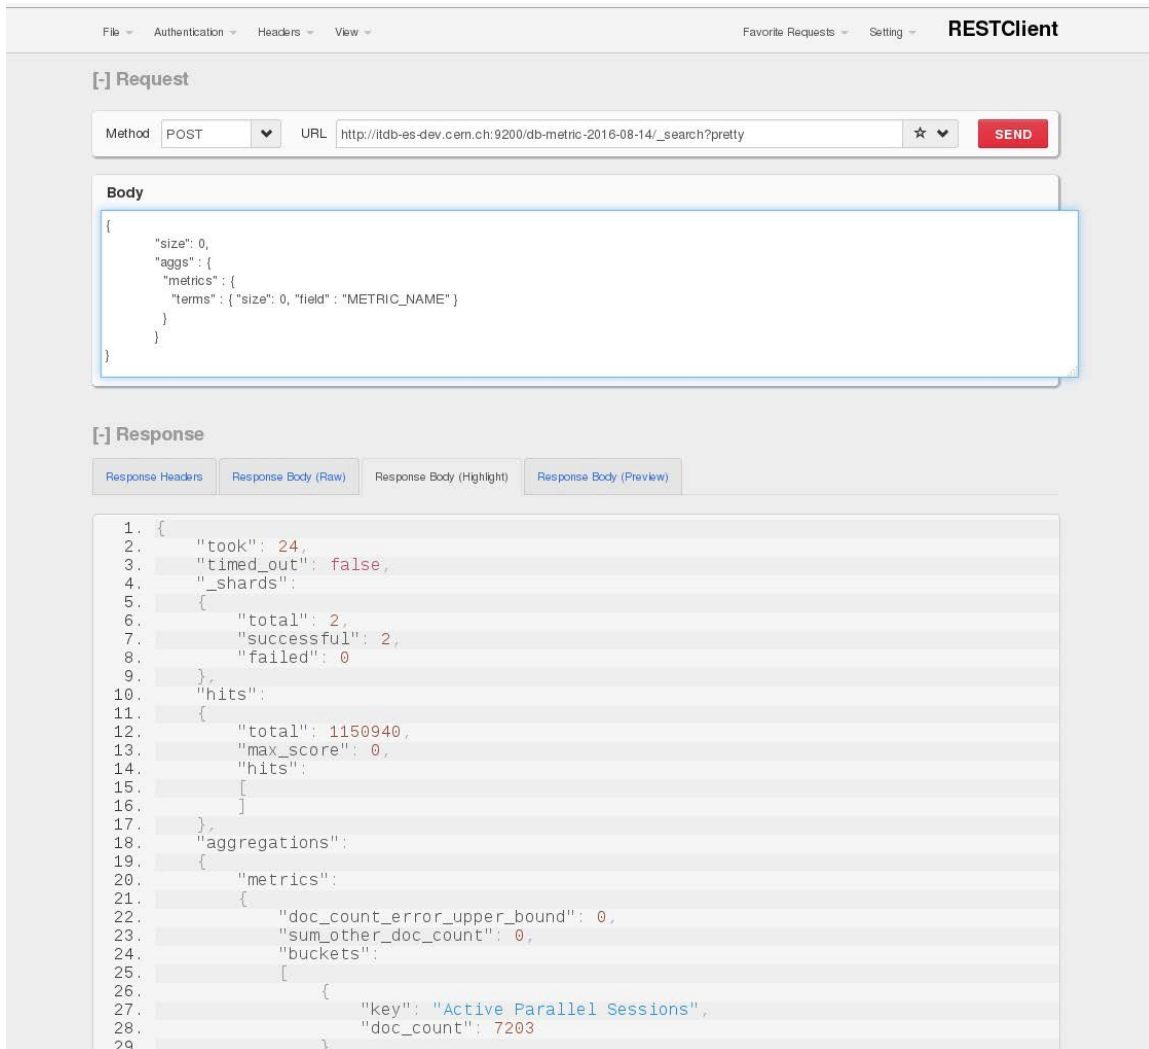 File Authentication Headers View Favorite Requests Setting RESTClient
[-] Request
Method POST URL http://itdb-es-dev.cern.ch:9200/db-metric-2016-08-14/_search?pretty SEND
Body
{
"size": 0,
"aggs" : {
"metrics" : {
"terms" : { "size": 0, "field" : "METRIC_NAME" }
}
}
}
[-] Response
Response Headers Response Body (Raw) Response Body (Highlight) Response Body (Preview)
1. {
2. "took": 24,
3. "timed_out": false,
4. "_shards":
5. {
6. "total": 2,
7. "successful": 2,
8. "failed": 0
9. },
10. "hits":
11. {
12. "total": 1150940,
13. "max_score": 0,
14. "hits":
15. [
16. ]
17. },
18. "aggregations":
19. {
20. "metrics":
21. {
22. "doc_count_error_upper_bound": 0,
23. "sum_other_doc_count": 0,
24. "buckets":
25. [
26. {
27. "key": "Active Parallel Sessions",
28. "doc_count": 7203
29. }